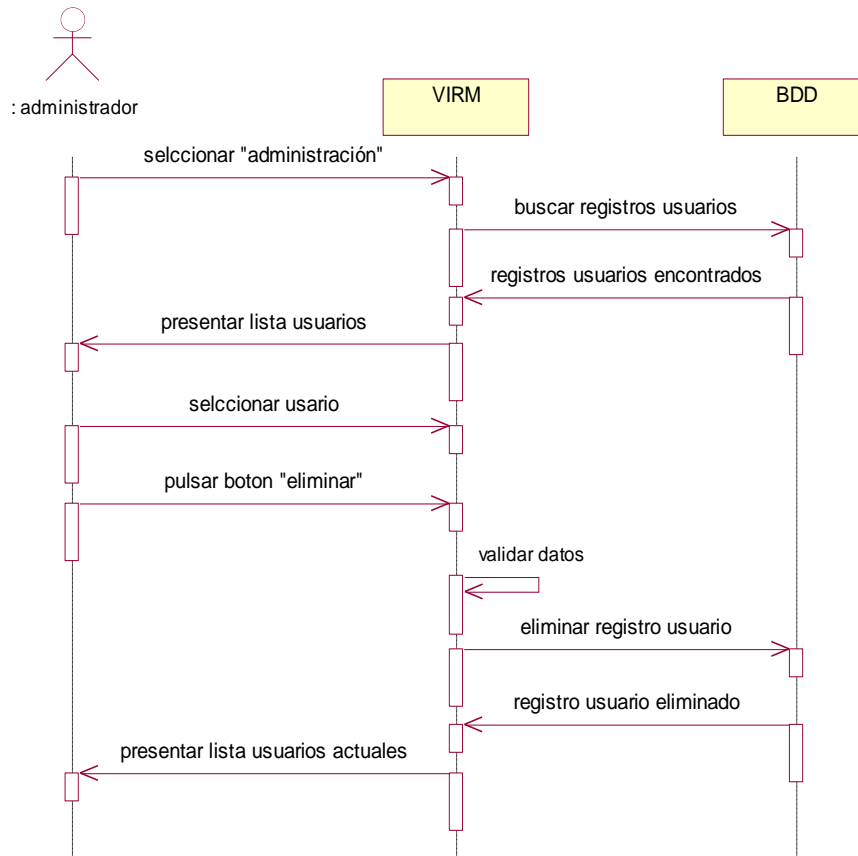 : administrador
VIRM
BDD
selccionar "administración"
buscar registros usuarios
registros usuarios encontrados
presentar lista usuarios
selccionar usario
pulsar boton "eliminar"
validar datos
eliminar registro usuario
registro usuario eliminado
presentar lista usuarios actuales